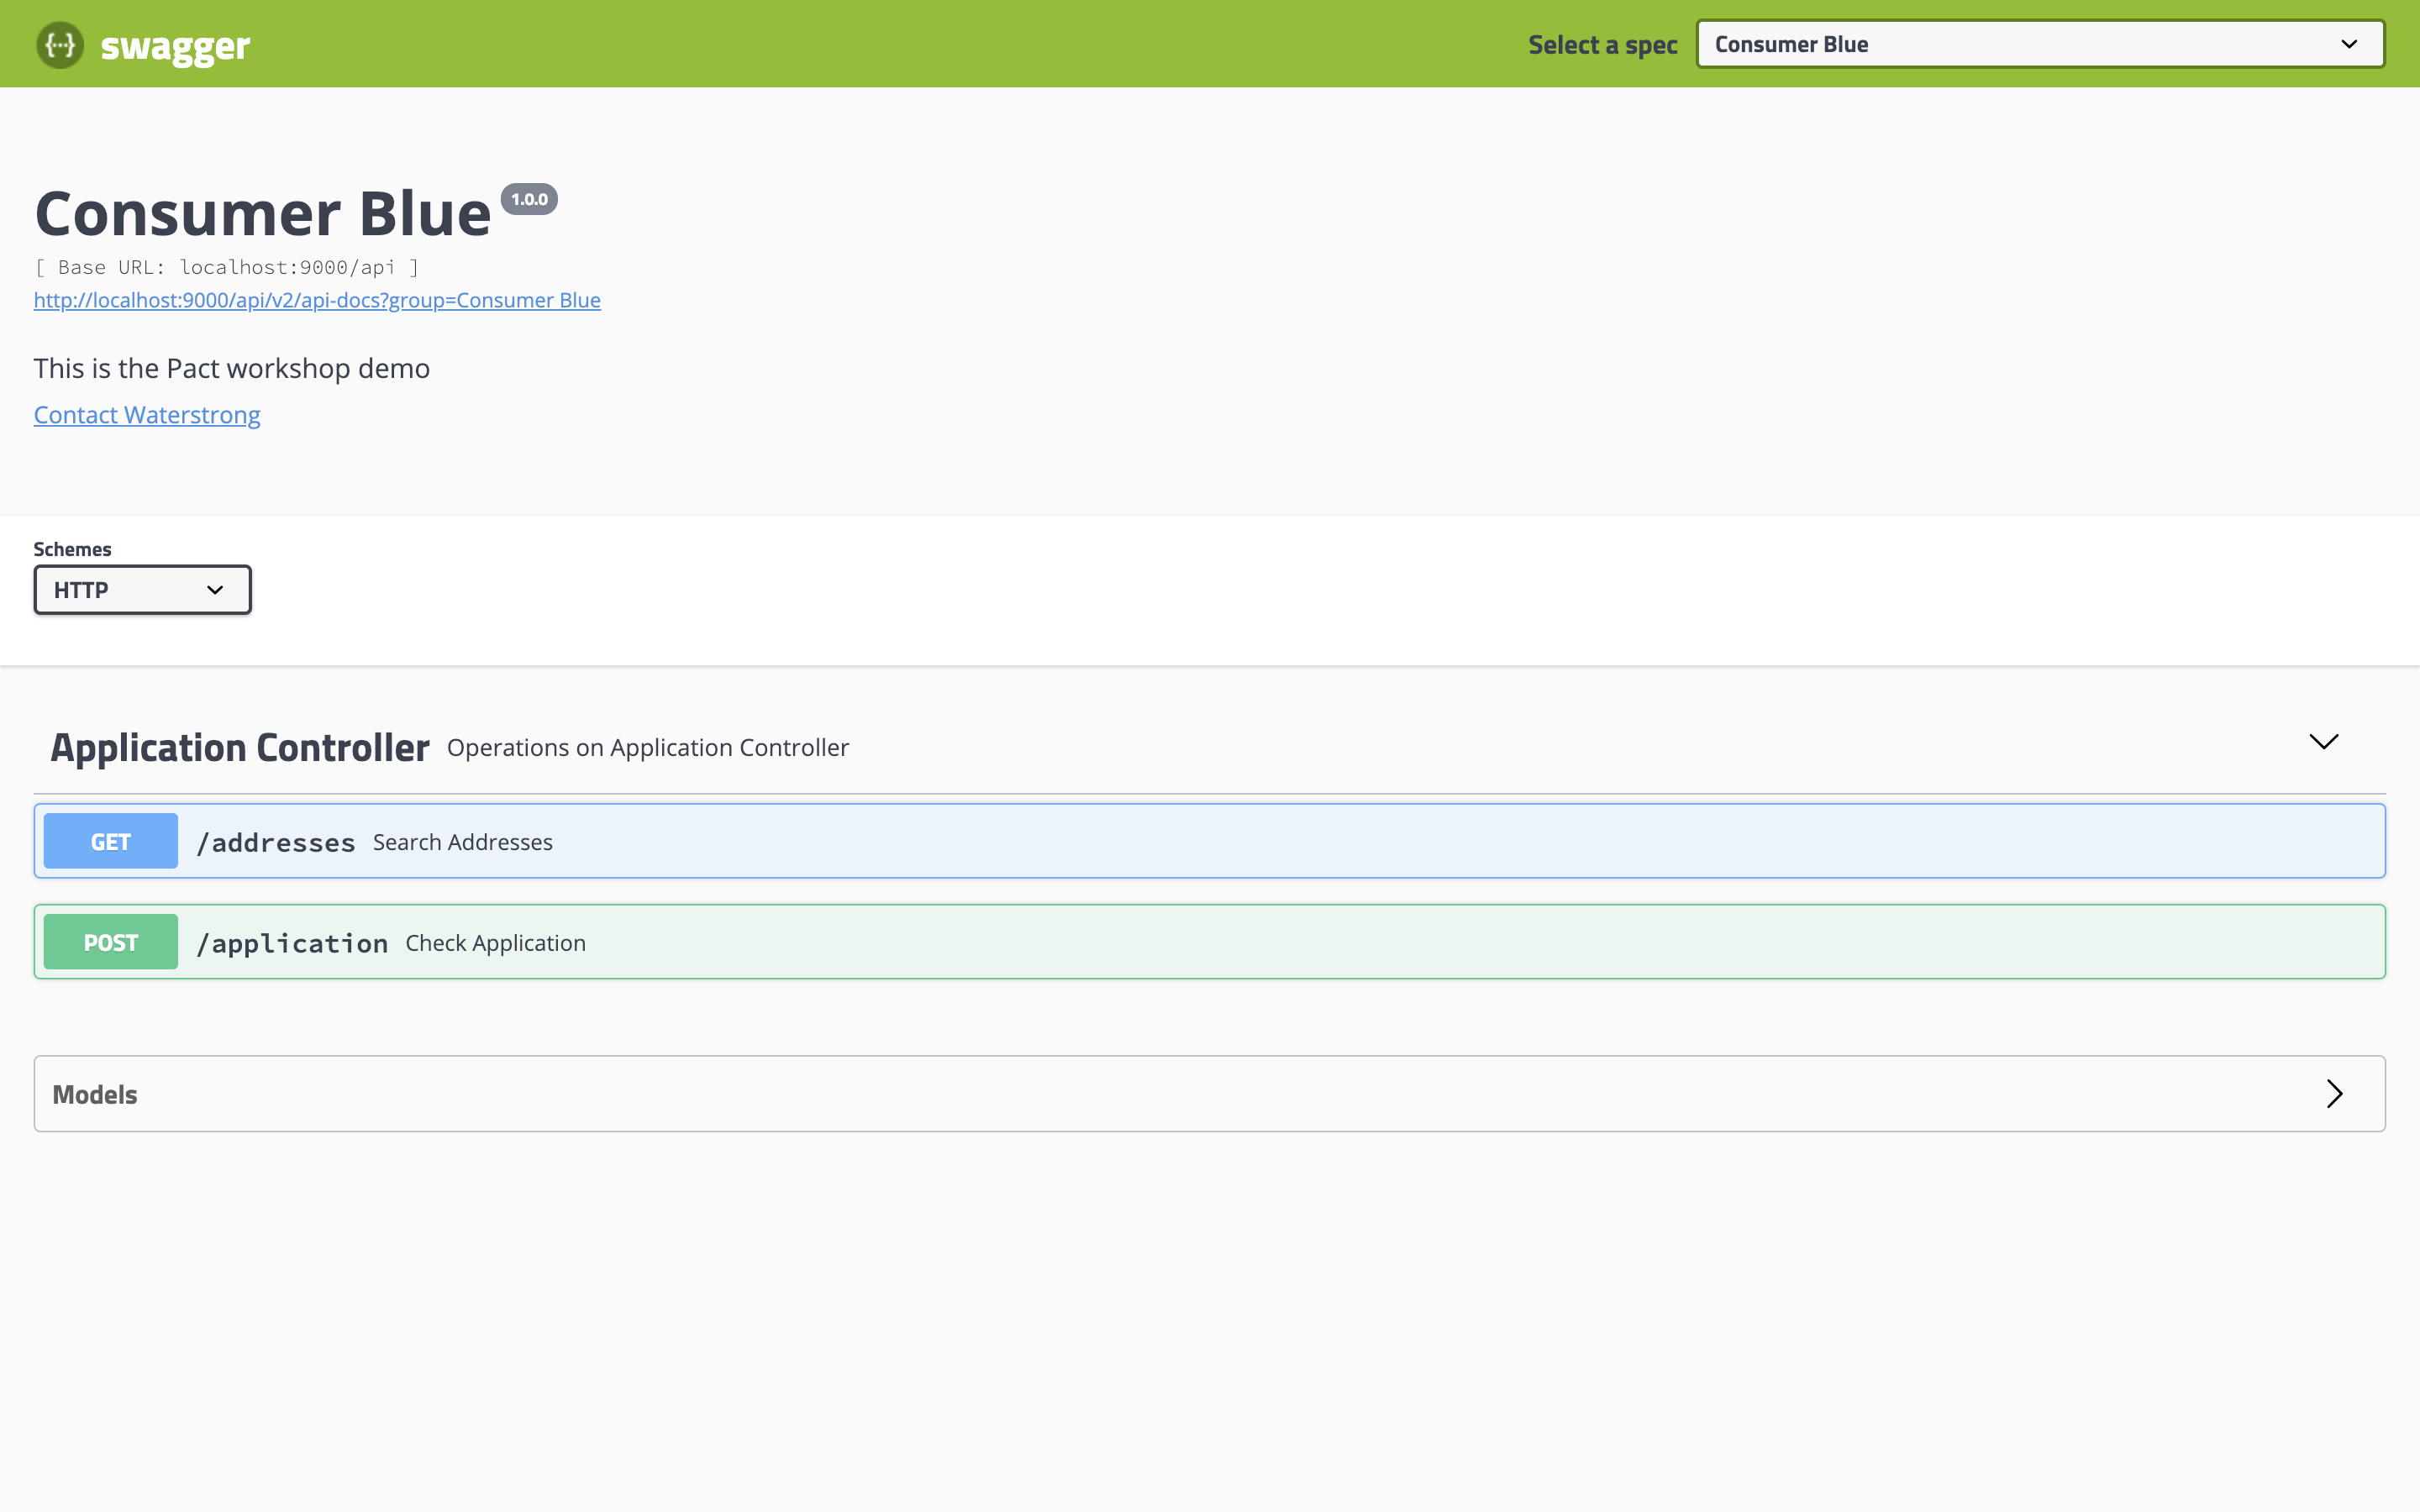 {...} swagger
Select a spec
Consumer Blue
Consumer Blue 1.0.0
[ Base URL: localhost:9000/api ]
http://localhost:9000/api/v2/api-docs?group=Consumer Blue
This is the Pact workshop demo
Contact Waterstrong
Schemes
HTTP
Application Controller Operations on Application Controller
GET /addresses Search Addresses
POST /application Check Application
Models